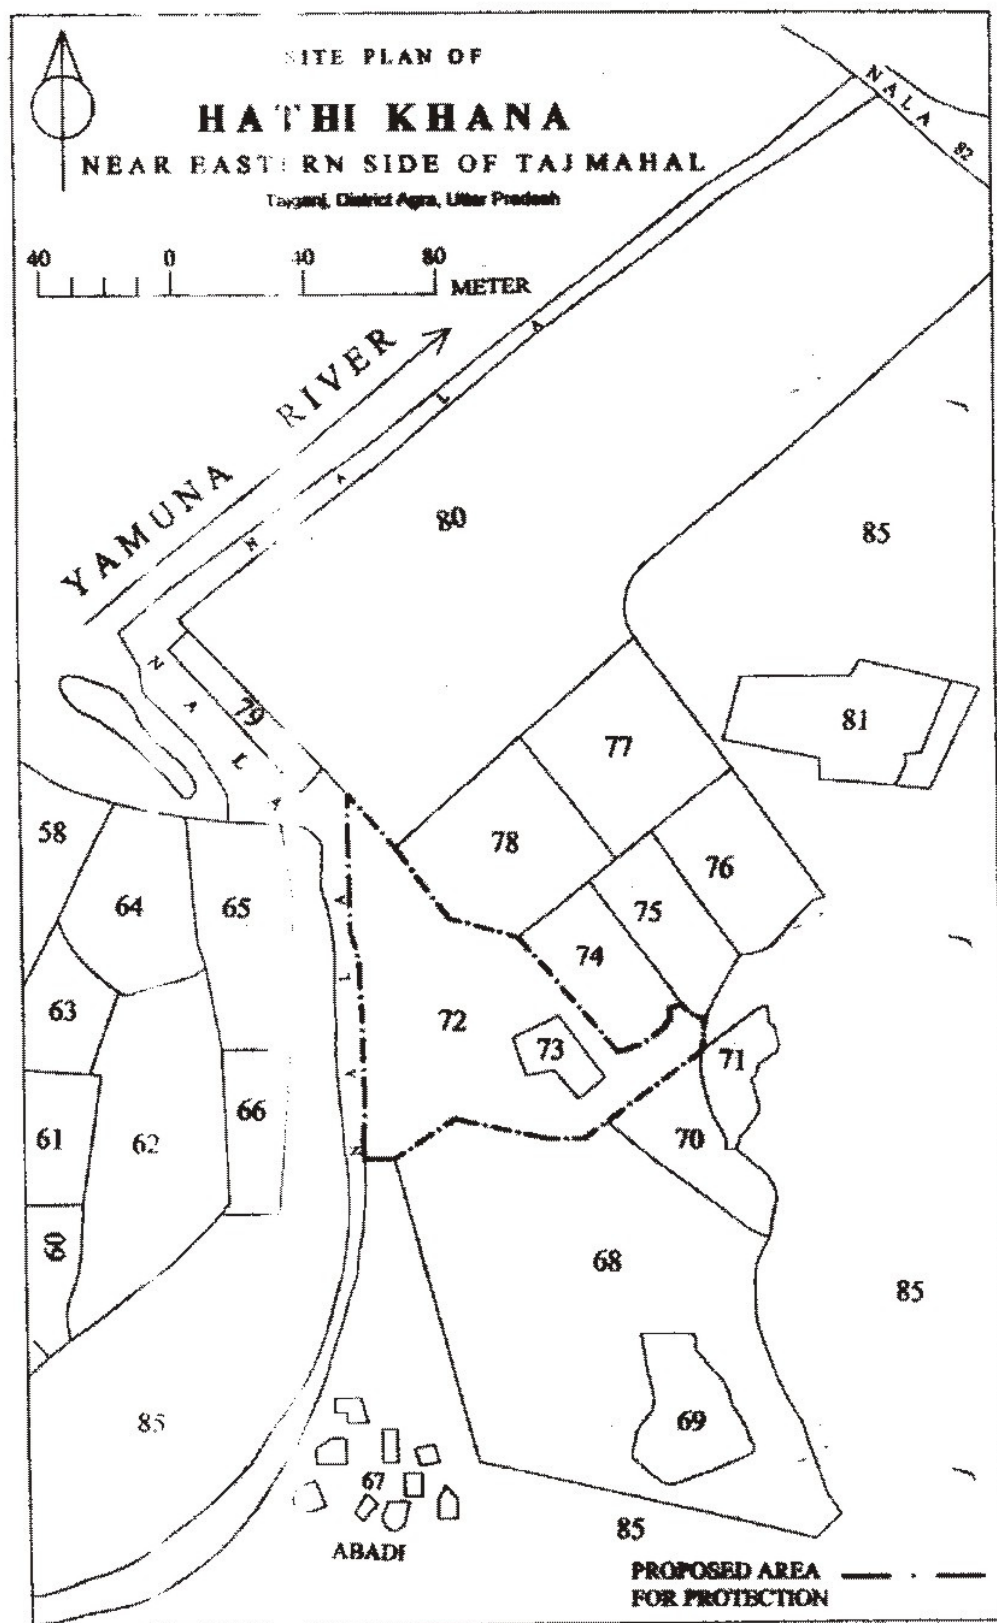 SITE PLAN OF
HATHI KHANA
NEAR EASTERN SIDE OF TAJ MAHAL
Tajganj, District Agra, Utter Pradesh
40 0 40 80
METER
NALA
82
YAMUNA RIVER
NALA
80
85
NALA
79
81
77
78
76
75
74
58
64
65
NALA
72
73
71
63
70
66
61
62
60
68
85
69
85
67
ABADI
85
PROPOSED AREA
FOR PROTECTION